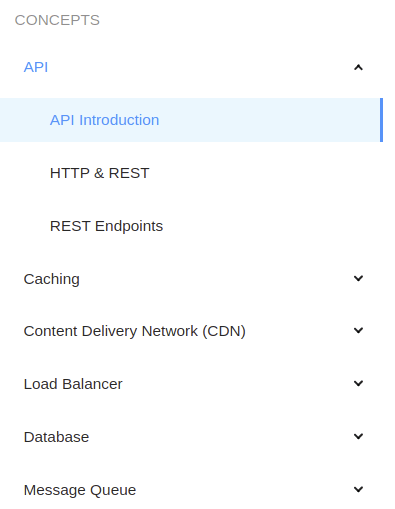 CONCEPTS
API
API Introduction
HTTP & REST
REST Endpoints
Caching
Content Delivery Network (CDN)
Load Balancer
Database
Message Queue